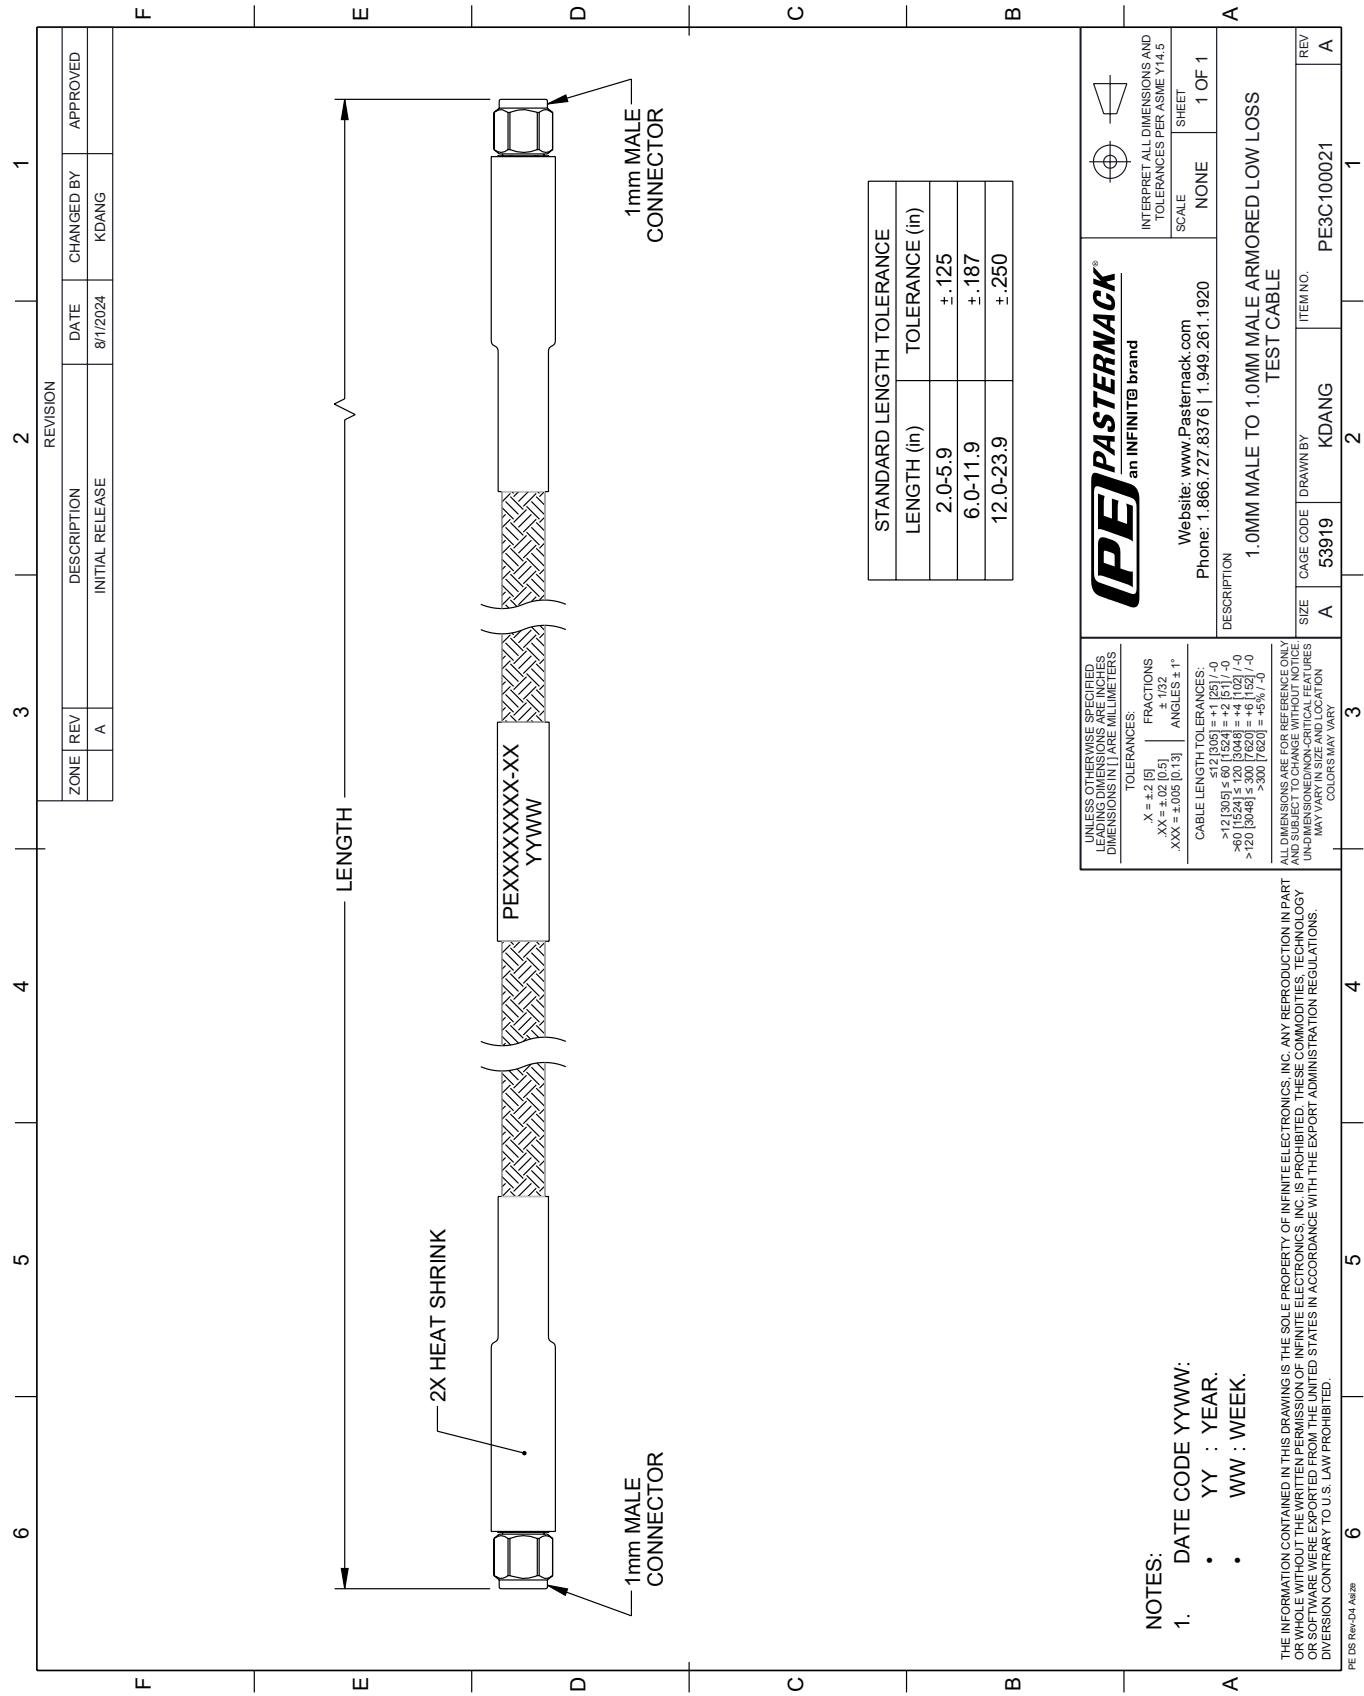 6
5
4
3
2
1
F
E
D
C
B
A
REVISION
ZONE
REV
DESCRIPTION
DATE
CHANGED BY
APPROVED
A
INITIAL RELEASE
8/1/2024
KDANG
LENGTH
2X HEAT SHRINK
1mm MALE
CONNECTOR
PEXXXXXXXX-XX
YYWW
1mm MALE
CONNECTOR
STANDARD LENGTH TOLERANCE
LENGTH (in)
TOLERANCE (in)
2.0-5.9
±.125
6.0-11.9
±.187
12.0-23.9
±.250
NOTES:
1. DATE CODE YYWW:
• YY : YEAR.
• WW : WEEK.
THE INFORMATION CONTAINED IN THIS DRAWING IS THE SOLE PROPERTY OF INFINITE ELECTRONICS, INC. ANY REPRODUCTION IN PART
OR WHOLE WITHOUT THE WRITTEN PERMISSION OF INFINITE ELECTRONICS, INC. IS PROHIBITED. THESE COMMODITIES, TECHNOLOGY
OR SOFTWARE WERE EXPORTED FROM THE UNITED STATES IN ACCORDANCE WITH THE EXPORT ADMINISTRATION REGULATIONS.
DIVERSION CONTRARY TO U.S. LAW PROHIBITED.
UNLESS OTHERWISE SPECIFIED
LEADING DIMENSIONS ARE INCHES
DIMENSIONS IN [ ] ARE MILLIMETERS
TOLERANCES:
.X = ±.2 [5]
.XX = ±.02 [0.5]
.XXX = ±.005 [0.13]
FRACTIONS
± 1/32
ANGLES ± 1°
CABLE LENGTH TOLERANCES:
≤12 [305] = +1 [25] / -0
>12 [305] ≤ 60 [1524] = +2 [51] / -0
>60 [1524] ≤ 120 [3048] = +4 [102] / -0
>120 [3048] ≤ 300 [7620] = +6 [152] / -0
>300 [7620] = +5% / -0
ALL DIMENSIONS ARE FOR REFERENCE ONLY
AND SUBJECT TO CHANGE WITHOUT NOTICE.
UN-DIMENSIONED/NON-CRITICAL FEATURES
MAY VARY IN SIZE AND LOCATION
COLORS MAY VARY
PE PASTERNACK®
an INFINITE brand
Website: www.Pasternack.com
Phone: 1.866.727.8376 | 1.949.261.1920
INTERPRET ALL DIMENSIONS AND
TOLERANCES PER ASME Y14.5
SCALE
NONE
SHEET
1 OF 1
DESCRIPTION
1.0MM MALE TO 1.0MM MALE ARMORED LOW LOSS
TEST CABLE
SIZE
A
CAGE CODE
53919
DRAWN BY
KDANG
ITEM NO.
PE3C100021
REV
A
F
E
D
C
B
A
6
5
4
3
2
1
PE DS Rev-D4 Asize